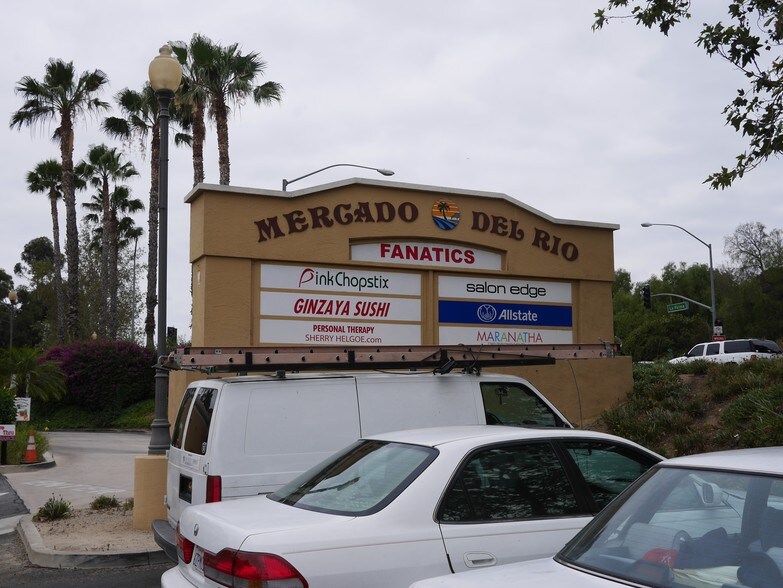 MERCADO DEL RIO
FANATICS
PinkChopstix
salon edge
GINZAYA SUSHI
Allstate
PERSONAL THERAPY
SHERRY HELGOE.com
MARANATHA